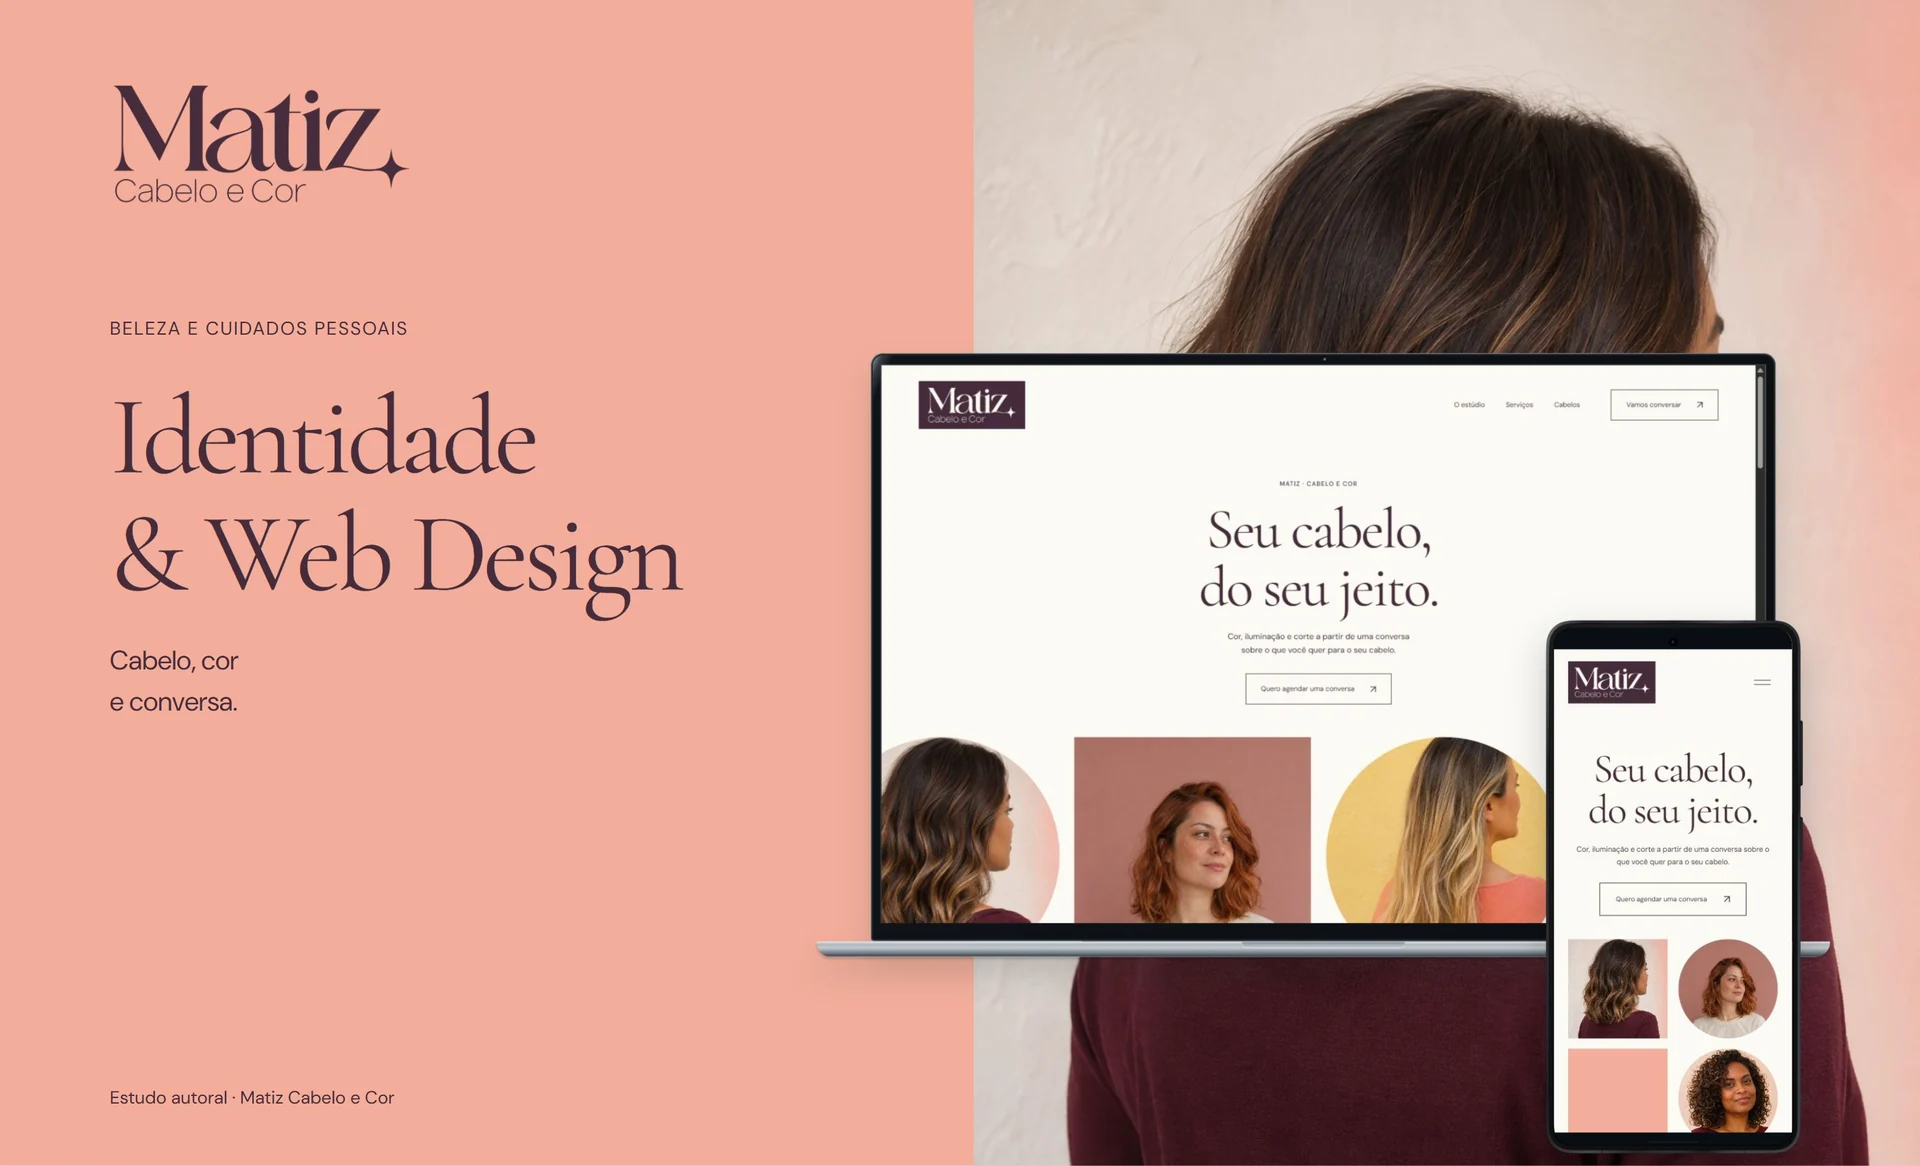 Matiz
Cabelo e Cor
BELEZA E CUIDADOS PESSOAIS
Identidade
& Web Design
Cabelo, cor
e conversa.
Estudo autoral · Matiz Cabelo e Cor
Matiz
Cabelo e Cor
O estúdio
Serviços
Cabelos
Vamos conversar
MATIZ · CABELO E COR
Seu cabelo,
do seu jeito.
Cor, iluminação e corte a partir de uma conversa
sobre o que você quer para o seu cabelo.
Quero agendar uma conversa
Matiz
Cabelo e Cor
Seu cabelo,
do seu jeito.
Cor, iluminação e corte a partir de uma conversa sobre o
que você quer para o seu cabelo.
Quero agendar uma conversa